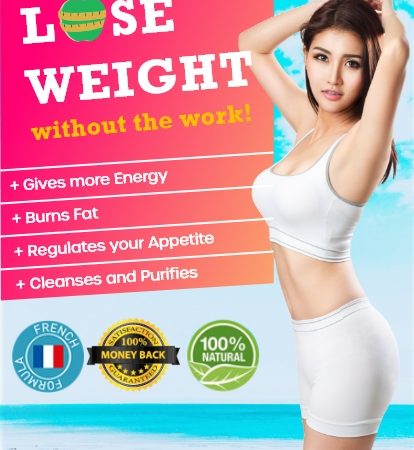 LOSE
WEIGHT
without the work!
+ Gives more Energy
+ Burns Fat
+ Regulates your Appetite
+ Cleanses and Purifies
FRENCH
FORMULA
SATISFACTION
100%
MONEY BACK
GUARANTEED
100%
NATURAL